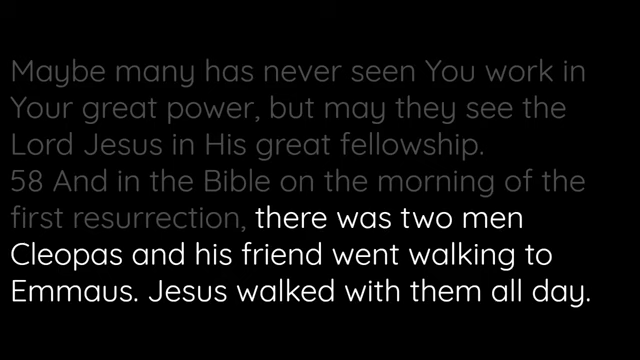 Maybe many has never seen You work in
Your great power, but may they see the
Lord Jesus in His great fellowship.
58 And in the Bible on the morning of the
first resurrection, there was two men
Cleopas and his friend went walking to
Emmaus. Jesus walked with them all day.